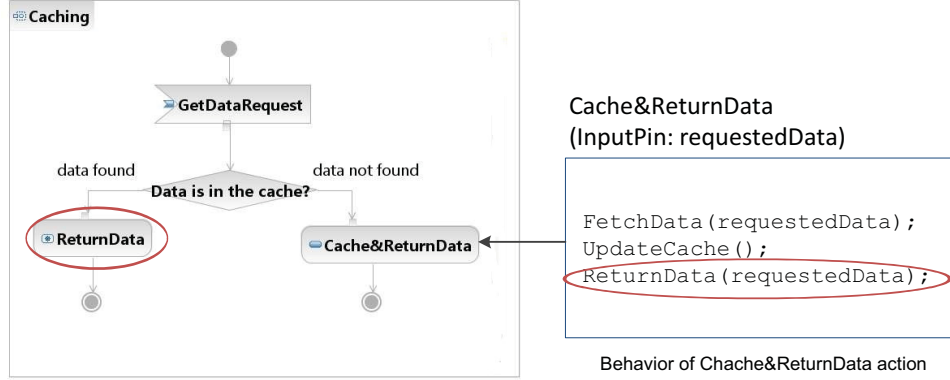 Caching
GetDataRequest
data found
data not found
Data is in the cache?
ReturnData
Cache&ReturnData
Cache&ReturnData
(InputPin: requestedData)
FetchData(requestedData);
UpdateCache();
ReturnData(requestedData);
Behavior of Chache&ReturnData action